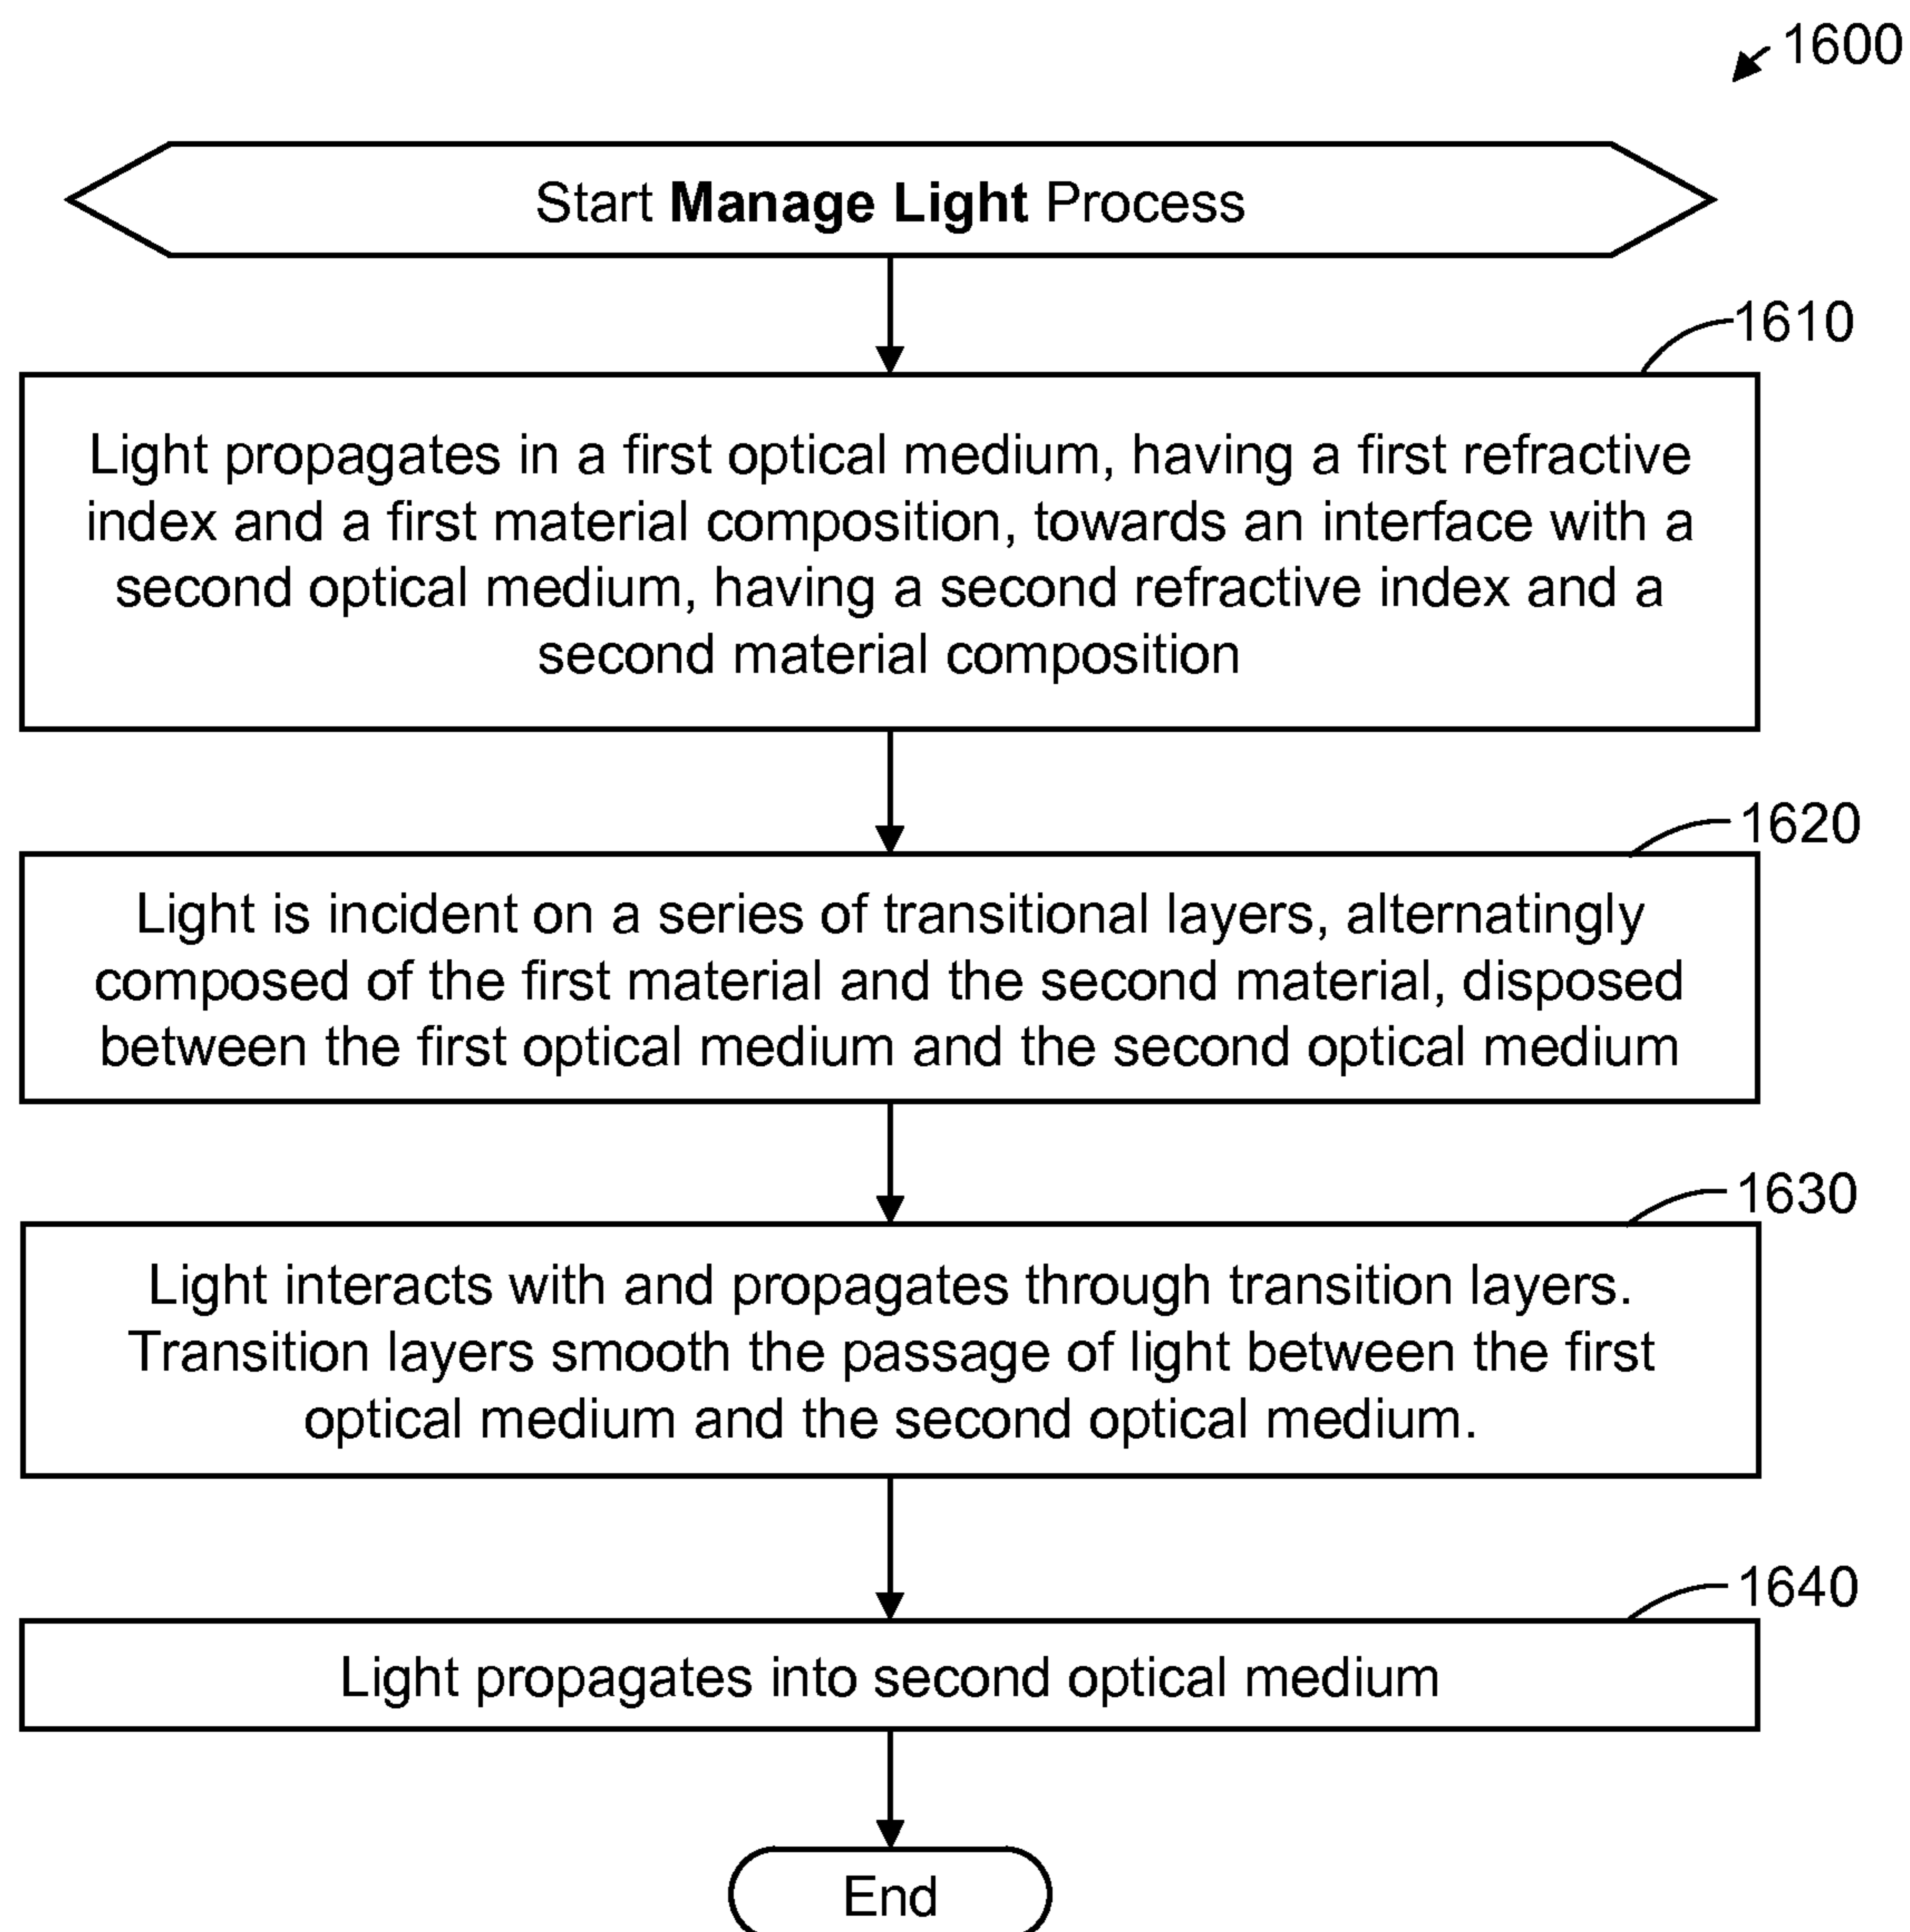 1600
Start Manage Light Process
1610
Light propagates in a first optical medium, having a first refractive
index and a first material composition, towards an interface with a
second optical medium, having a second refractive index and a
second material composition
1620
Light is incident on a series of transitional layers, alternatingly
composed of the first material and the second material, disposed
between the first optical medium and the second optical medium
1630
Light interacts with and propagates through transition layers.
Transition layers smooth the passage of light between the first
optical medium and the second optical medium.
1640
Light propagates into second optical medium
End